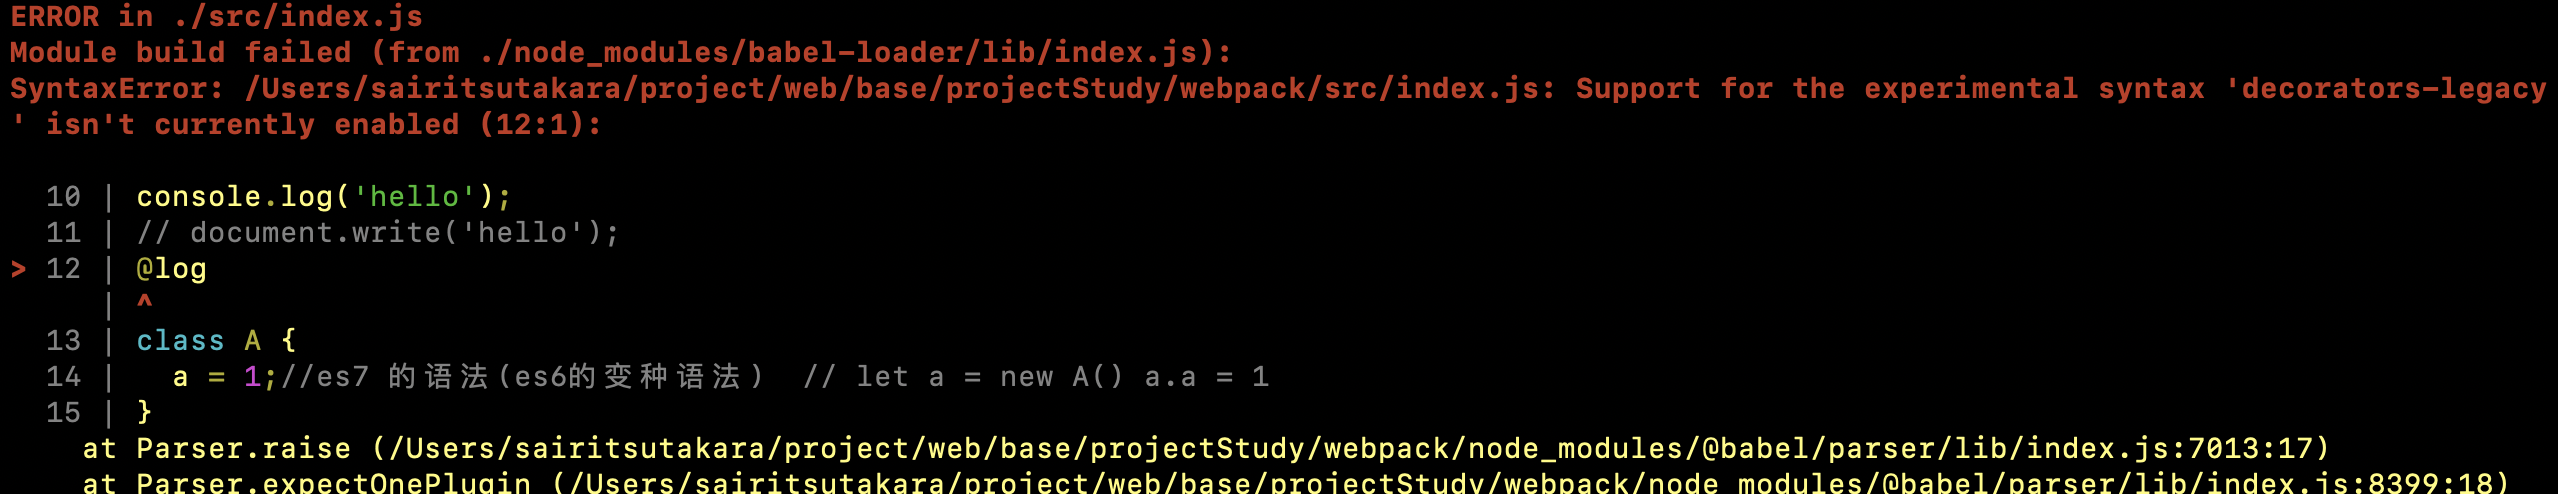 ERROR in ./src/index.js
Module build failed (from ./node_modules/babel-loader/lib/index.js):
SyntaxError: /Users/sairitsutakara/project/web/base/projectStudy/webpack/src/index.js: Support for the experimental syntax 'decorators-legacy
' isn't currently enabled (12:1):
10 | console.log('hello');
11 | // document.write('hello');
> 12 | @log
| ^
13 | class A {
14 | a = 1;//es7 的语法(es6的变种语法) // let a = new A() a.a = 1
15 | }
at Parser.raise (/Users/sairitsutakara/project/web/base/projectStudy/webpack/node_modules/@babel/parser/lib/index.js:7013:17)
at Parser.expectOnePlugin (/Users/sairitsutakara/project/web/base/projectStudy/webpack/node_modules/@babel/parser/lib/index.js:8399:18)